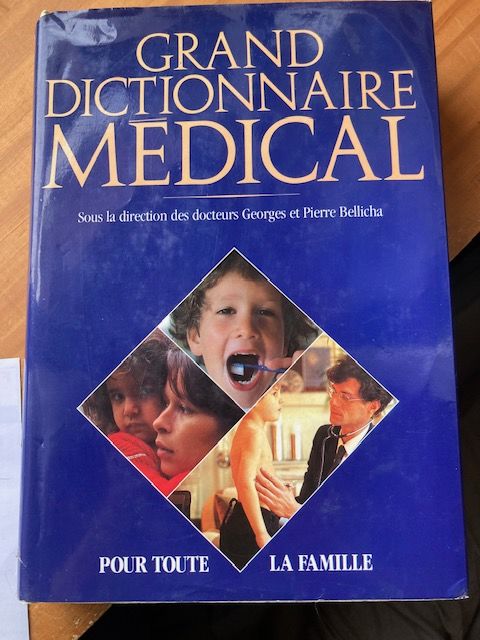 GRAND
DICTIONNAIRE
MÉDICAL
Sous la direction des docteurs Georges et Pierre Bellicha
POUR TOUTE LA FAMILLE